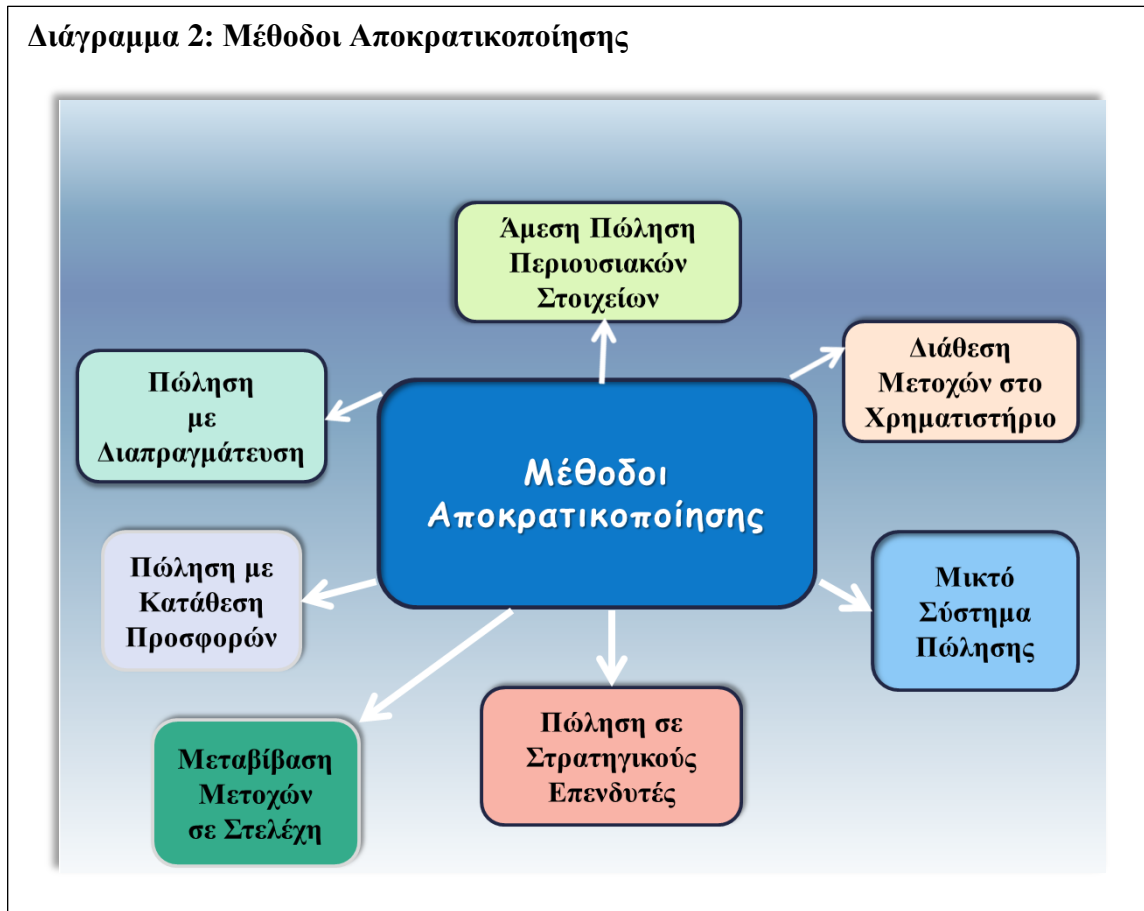 Διάγραμμα 2: Μέθοδοι Αποκρατικοποίησης
Άμεση Πώληση
Περιουσιακών
Στοιχείων
Διάθεση
Μετοχών στο
Χρηματιστήριο
Πώληση
με
Διαπραγμάτευση
Μέθοδοι
Αποκρατικοποίησης
Πώληση με
Κατάθεση
Προσφορών
Μικτό
Σύστημα
Πώλησης
Μεταβίβαση
Μετοχών
σε Στελέχη
Πώληση σε
Στρατηγικούς
Επενδυτές